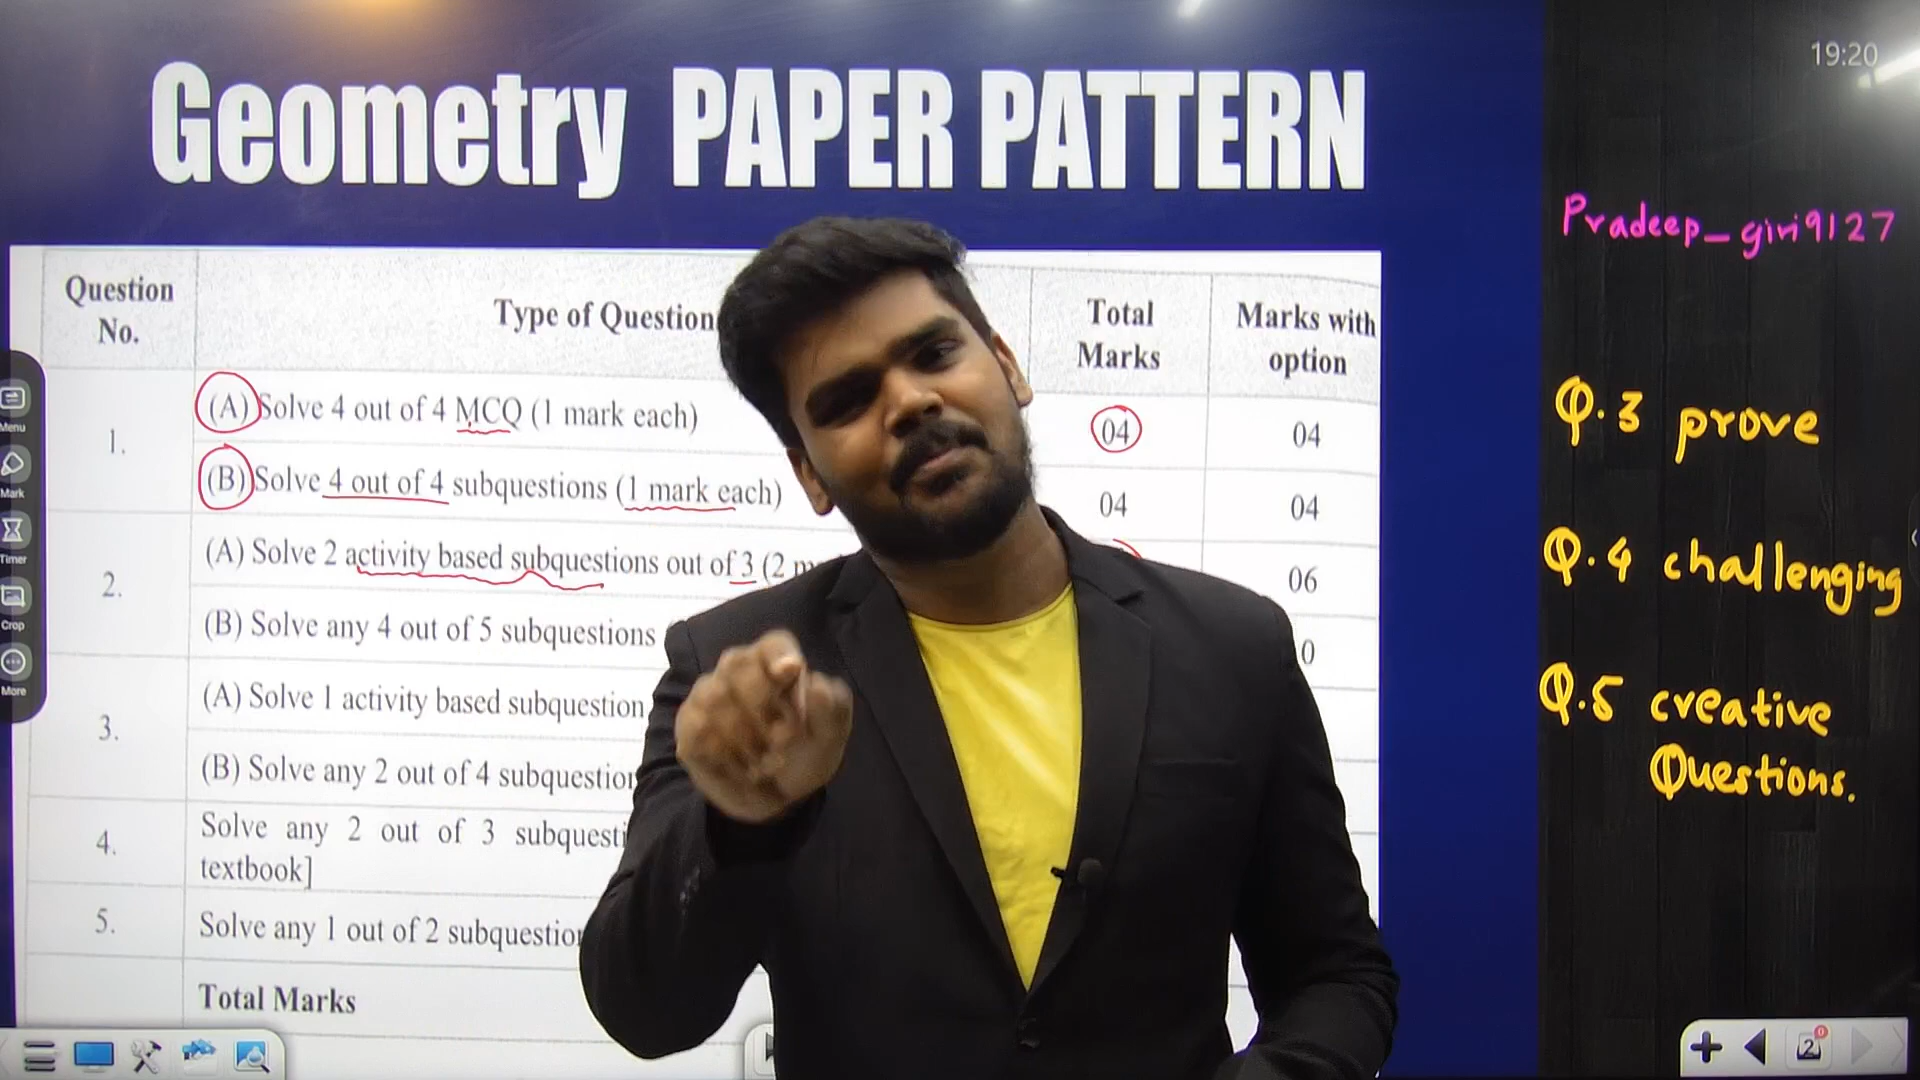 19:20
Geometry PAPER PATTERN
Pradeep_giri9127
Question No.
Type of Question
Total Marks
Marks with option
1.
(A) Solve 4 out of 4 MCQ (1 mark each)
04
04
(B) Solve 4 out of 4 subquestions (1 mark each)
04
04
2.
(A) Solve 2 activity based subquestions out of 3 (2
06
(B) Solve any 4 out of 5 subquestions
0
3.
(A) Solve 1 activity based subquestion
(B) Solve any 2 out of 4
4.
Solve any 2 out of 3
textbook]
5.
Solve any 1 out of 2
Total Marks
Q.3 prove
Q.4 challenging
Q.5 creative
Questions.
Menu
Mark
Timer
Crop
More
2
0